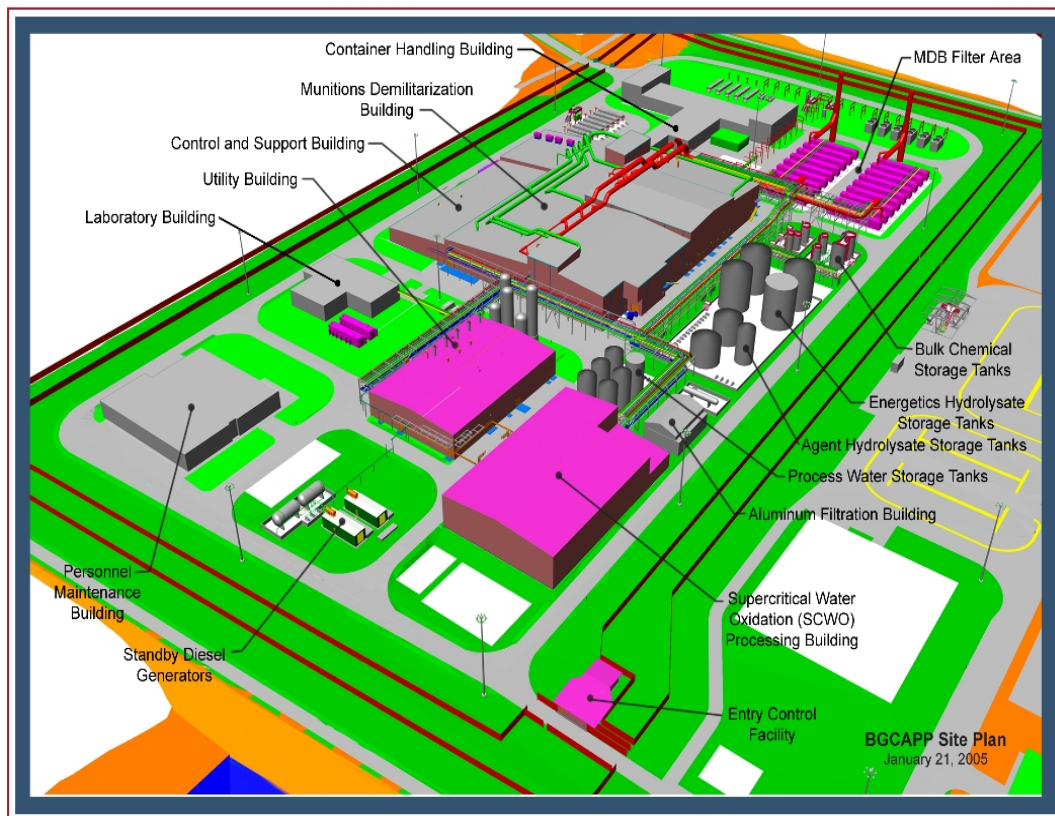 Container Handling Building
MDB Filter Area
Munitions Demilitarization
Building
Control and Support Building
Utility Building
Laboratory Building
Bulk Chemical
Storage Tanks
Energetics Hydrolysate
Storage Tanks
Agent Hydrolysate Storage Tanks
Process Water Storage Tanks
Aluminum Filtration Building
Personnel
Maintenance
Building
Supercritical Water
Oxidation (SCWO)
Processing Building
Standby Diesel
Generators
Entry Control
Facility
BGCAPP Site Plan
January 21, 2005